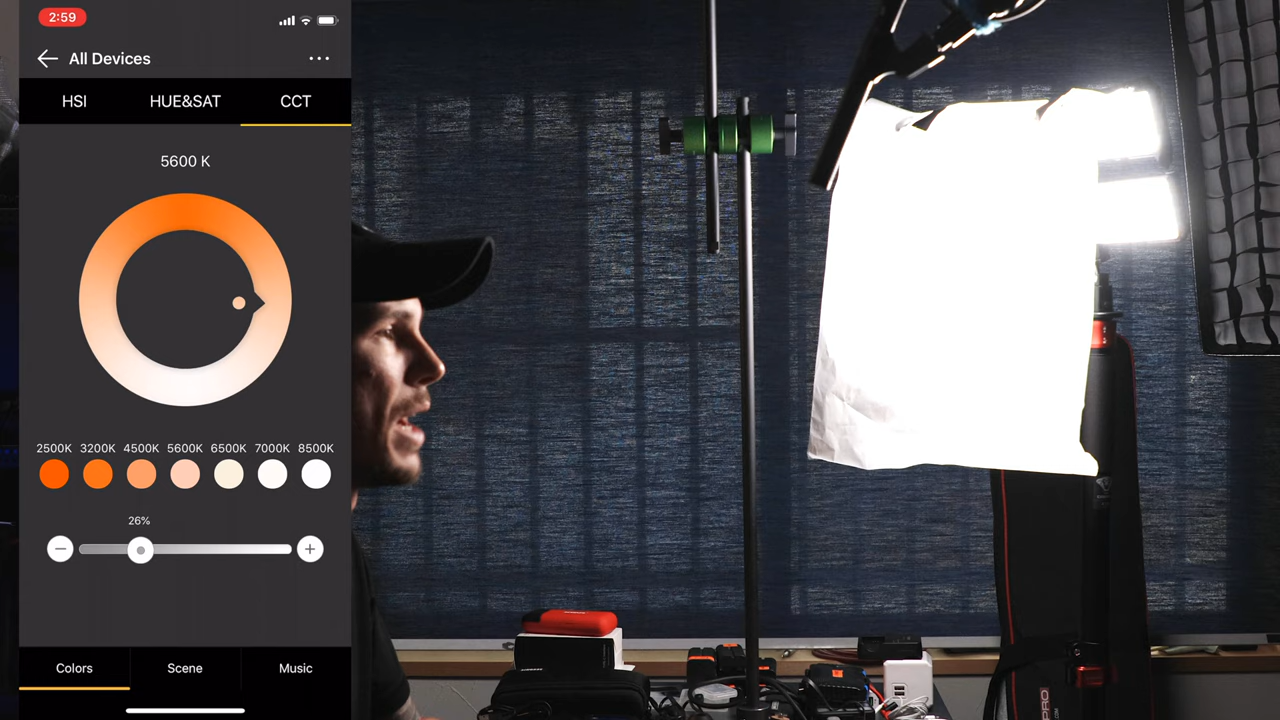 2:59
All Devices
HSI HUE&SAT CCT
5600 K
2500K 3200K 4500K 5600K 6500K 7000K 8500K
26%
Colors Scene Music
PRO